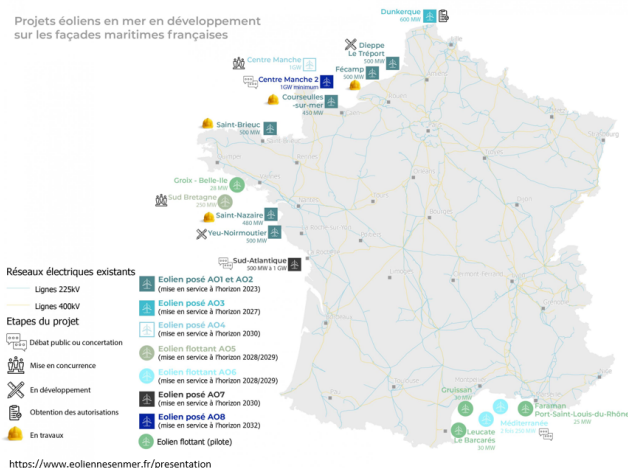 Projets éoliens en mer en développement
sur les façades maritimes françaises
Dunkerque
600 MW
Dieppe
Le Tréport
500 MW
Centre Manche
1GW
Fécamp
500 MW
Centre Manche 2
1GW minimum
Courseulles
-sur-mer
450 MW
Saint-Brieuc
500 MW
Groix - Belle-Ile
28 MW
Sud Bretagne
250 MW
Saint-Nazaire
480 MW
Yeu-Noirmoutier
500 MW
Sud-Atlantique
500 MW à 1 GW
Gruissan
30 MW
Faraman
Port-Saint-Louis-du-Rhône
25 MW
Méditerranée
2 fois 250 MW
Leucate
Le Barcarès
30 MW
Réseaux électriques existants
Lignes 225kV
Lignes 400kV
Etapes du projet
Débat public ou concertation
Mise en concurrence
En développement
Obtention des autorisations
En travaux
Eolien posé AO1 et AO2
(mise en service à l'horizon 2023)
Eolien posé AO3
(mise en service à l'horizon 2027)
Eolien posé AO4
(mise en service à l'horizon 2030)
Eolien flottant AO5
(mise en service à l'horizon 2028/2029)
Eolien flottant AO6
(mise en service à l'horizon 2028/2029)
Eolien posé AO7
(mise en service à l'horizon 2030)
Eolien posé AO8
(mise en service à l'horizon 2032)
Eolien flottant (pilote)
https://www.eoliennesenmer.fr/presentation